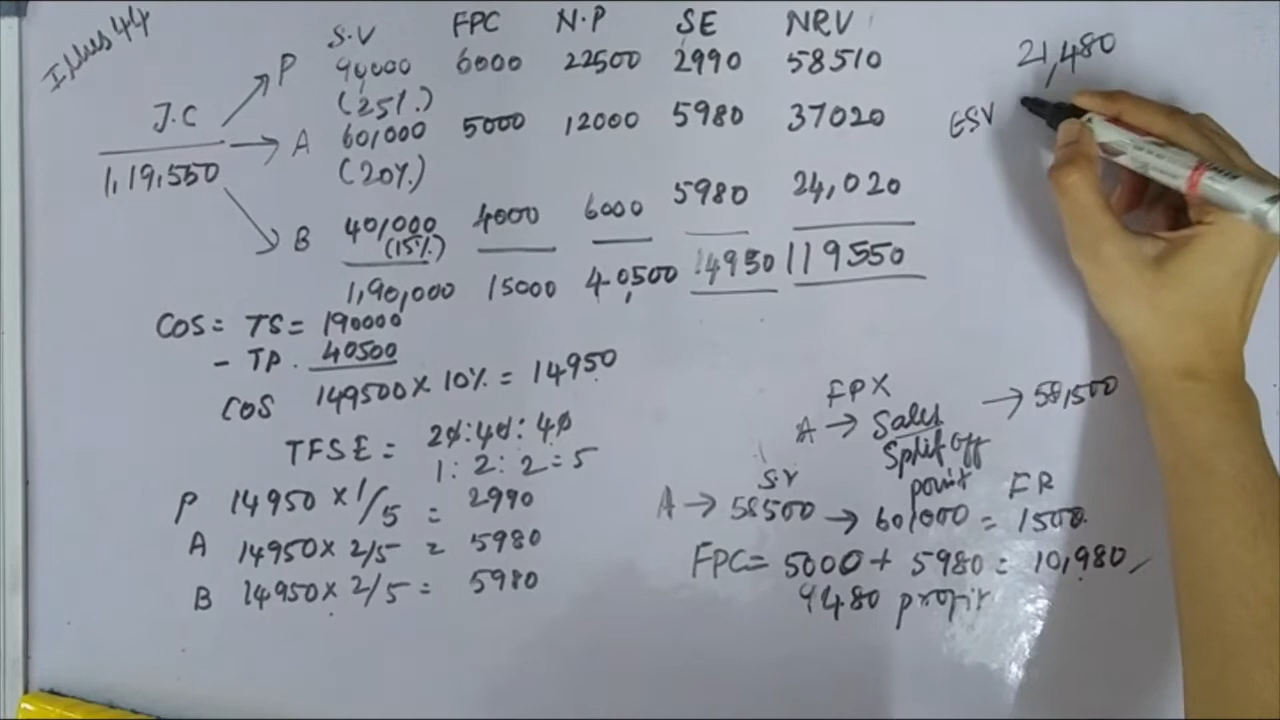 Illus 44
S.V FPC N.P SE NRV
P 90000 6000 22500 2990 58510
(25%)
J.C
1,19,550
A 60,000 5000 12000 5980 37020
(20%)
B 40,000 4000 6000 5980 24,020
(15%)
1,90,000 15000 40,500 14950 119550
21,480
ESV
COS = TS = 190000
- TP. 40500
COS 149500 X 10% = 14950
TFSE = 20:40:40
1:2:2=5
P 14950 X 1/5 = 2990
A 14950 X 2/5 = 5980
B 14950 X 2/5 = 5980
FPX
A → Sales → 58,500
Split off
point
S.V FR
A → 58500 → 60,000 = 1500.
FPC = 5000 + 5980 = 10,980
9480 profit